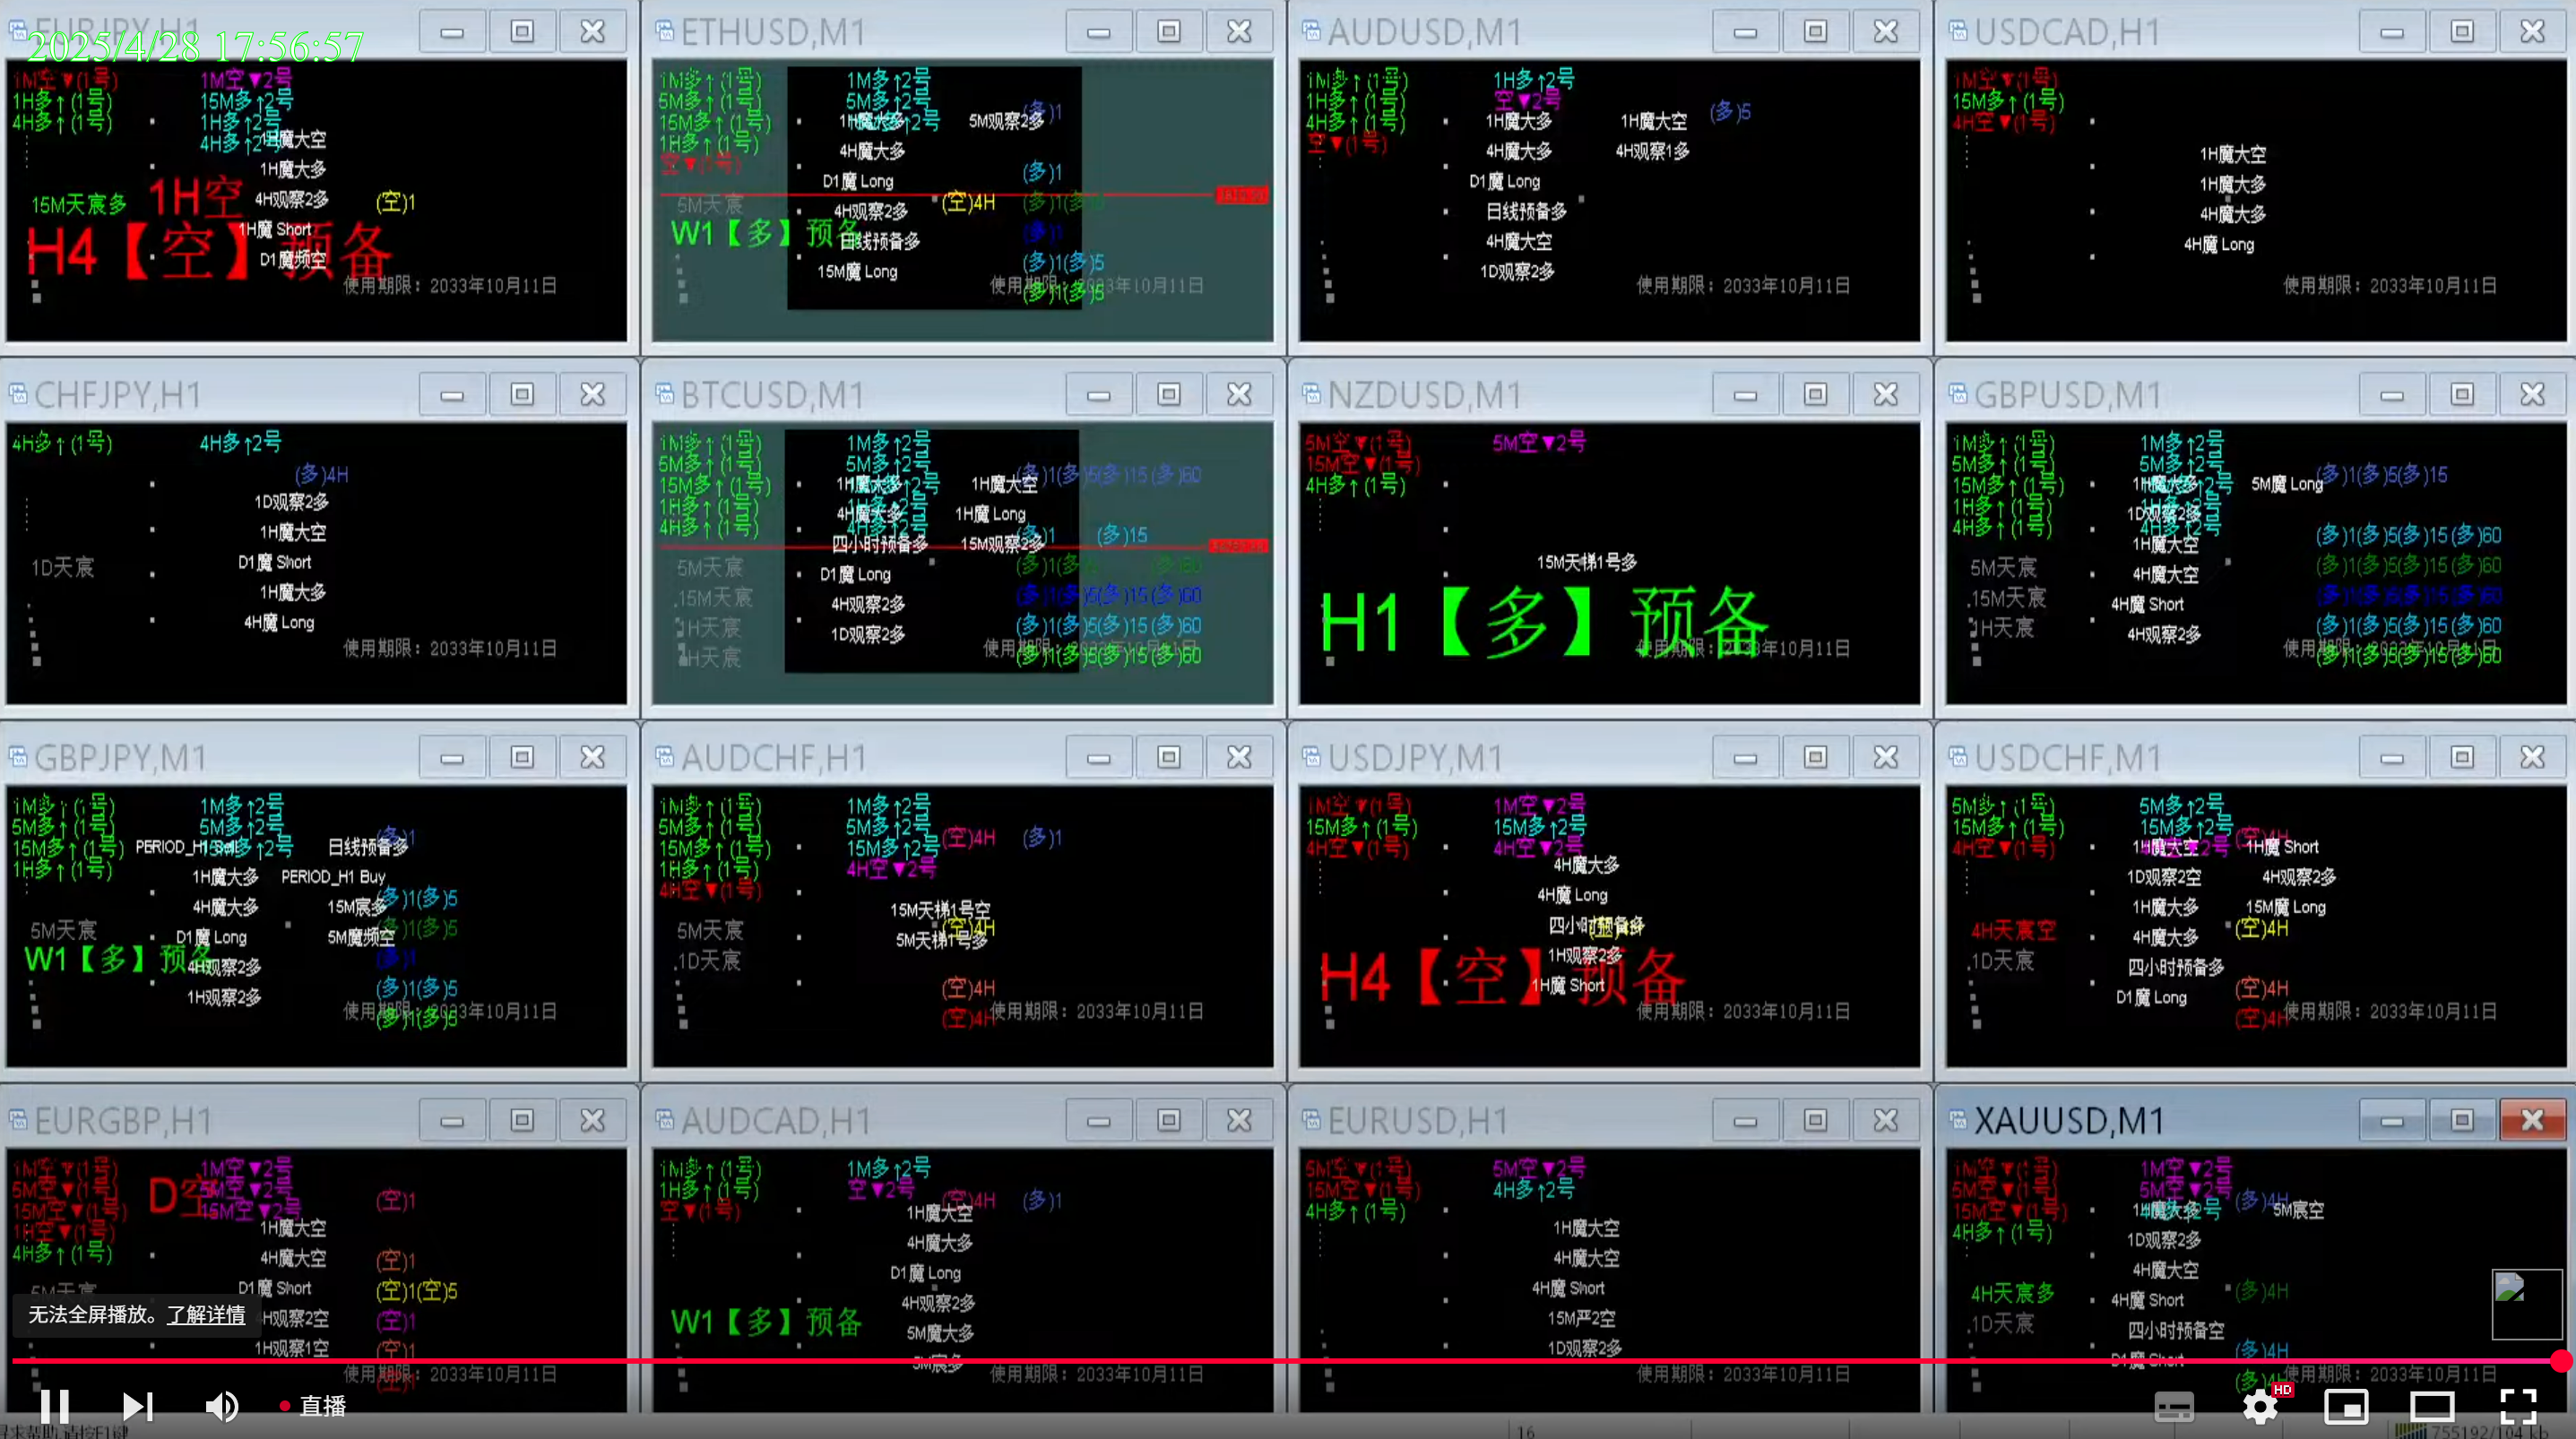 EURJPY,H1
2025/4/28 17:56:57
1M空▼(1号) 1M空▼2号
1H多↑(1号) 15M多↑2号
4H多↑(1号) 1H多↑2号
4H多↑2号
1H魔大空
1H魔大多
15M天宸多 1H空 4H观察2多 (空)1
1H魔 Short
H4【空】预备
D1魔频空
使用期限: 2033年10月11日
ETHUSD,M1
1M多↑(1号) 1M多↑2号
5M多↑(1号) 5M多↑2号 (多)1
15M多↑(1号) 1H魔大多 5M观察2多
1H多↑(1号)
空▼(1号) 4H魔大多
D1魔 Long (多)1
5M天宸 4H观察2多 (空)4H
W1【多】预备 日线预备多 (多)1
15M魔 Long (多)1(多)5
(多)1(多)5
AUDUSD,M1
1M多↑(1号) 1H多↑2号
1H多↑(1号) 空▼2号
4H多↑(1号) 1H魔大多 1H魔大空 (多)5
空▼(1号) 4H魔大多 4H观察1多
D1魔 Long
日线预备多
4H魔大空
1D观察2多
使用期限: 2033年10月11日
USDCAD,H1
1M空▼(1号)
15M多↑(1号)
4H空▼(1号)
1H魔大空
1H魔大多
4H魔大多
4H魔 Long
使用期限: 2033年10月11日
CHFJPY,H1
4H多↑(1号) 4H多↑2号
(多)4H
1D观察2多
1H魔大空
1D天宸 D1魔 Short
1H魔大多
4H魔 Long
使用期限: 2033年10月11日
BTCUSD,M1
1M多↑(1号) 1M多↑2号
5M多↑(1号) 5M多↑2号
15M多↑(1号) 1H魔大多 1H魔大空 (多)1(多)5(多)15(多)60
1H多↑(1号) 4H魔大多 1H魔 Long
4H多↑(1号) 4H多↑2号
四小时预备多 15M观察2多 (多)1 (多)15
5M天宸 D1魔 Long
15M天宸 4H观察2多 (多)1(多)5(多)15(多)60
1H天宸 1D观察2多 (多)1(多)5(多)15(多)60
H天宸 (多)1(多)5(多)15(多)60
NZDUSD,M1
5M空▼(1号) 5M空▼2号
15M空▼(1号)
4H多↑(1号)
15M天梯1号多
H1【多】预备
使用期限: 2033年10月11日
GBPUSD,M1
1M多↑(1号) 1M多↑2号
5M多↑(1号) 5M多↑2号 (多)1(多)5(多)15
15M多↑(1号) 1H魔大多 5M魔 Long
1H多↑(1号) 1D观察2多
4H多↑(1号)
1H魔大空 (多)1(多)5(多)15(多)60
5M天宸 4H魔大空 (多)1(多)5(多)15(多)60
15M天宸 4H魔 Short (多)1(多)5(多)15(多)60
1H天宸 4H观察2多 (多)1(多)5(多)15(多)60
(多)1(多)5(多)15(多)60
GBPJPY,M1
1M多↑(1号) 1M多↑2号
5M多↑(1号) 5M多↑2号 (多)1
15M多↑(1号) 15M多↑2号 日线预备多
1H多↑(1号) 1H魔大多 PERIOD_H1 Buy
4H魔大多 15M宸多 (多)1(多)5
5M天宸 D1魔 Long 5M魔频空 (多)1(多)5
W1【多】预备 4H观察2多
1H观察2多 (多)1(多)5
(多)1(多)5
AUDCHF,H1
1M多↑(1号) 1M多↑2号
5M多↑(1号) 5M多↑2号 (空)4H (多)1
15M多↑(1号) 15M多↑2号
1H多↑(1号) 4H空▼2号
4H空▼(1号)
15M天梯1号空
5M天宸 (空)4H
5M天梯1号多
1D天宸
(空)4H
(空)4H
使用期限: 2033年10月11日
USDJPY,M1
1M空▼(1号) 1M空▼2号
15M多↑(1号) 15M多↑2号
4H空▼(1号) 4H空▼2号
4H魔大多
4H魔 Long
四小时预备多
1H观察2多
H4【空】预备
1H魔 Short
使用期限: 2033年10月11日
USDCHF,M1
5M多↑(1号) 5M多↑2号
15M多↑(1号) 15M多↑2号 (空)4H
4H空▼(1号) 1H魔大空 1H魔 Short
1D观察2空 4H观察2多
1H魔大多 15M魔 Long
4H天宸空 4H魔大多 (空)4H
1D天宸 四小时预备多
D1魔 Long (空)4H
(空)4H
使用期限: 2033年10月11日
EURGBP,H1
1M空▼(1号) 1M空▼2号
5M空▼(1号) 5M空▼2号 (空)1
15M空▼(1号) D空 15M空▼2号
1H空▼(1号) 1H魔大空
4H多↑(1号) 4H魔大空 (空)1
5M天宸 D1魔 Short (空)1(空)5
4H观察2空 (空)1
1H观察1空 (空)1
使用期限: 2033年10月11日
AUDCAD,H1
1M多↑(1号) 1M多↑2号
1H多↑(1号) 空▼2号 (空)4H (多)1
空▼(1号) 1H魔大空
4H魔大多
D1魔 Long
4H观察2多
W1【多】预备 5M魔大多
5M宸多
使用期限: 2033年10月11日
EURUSD,H1
5M空▼(1号) 5M空▼2号
15M空▼(1号) 4H多↑2号
4H多↑(1号)
1H魔大空
4H魔大空
4H魔 Short
15M严2空
1D观察2多
使用期限: 2033年10月11日
XAUUSD,M1
1M空▼(1号) 1M空▼2号
5M空▼(1号) 5M空▼2号 (多)4H
15M空▼(1号) 1H魔大多 5M宸空
4H多↑(1号) 1D观察2多
4H魔大空
4H天宸多 4H魔 Short (多)4H
1D天宸 四小时预备空
D1魔 Short (多)4H
使用期限: 2033年10月11日
无法全屏播放。了解详情
直播
HD
16
755192/104 kb